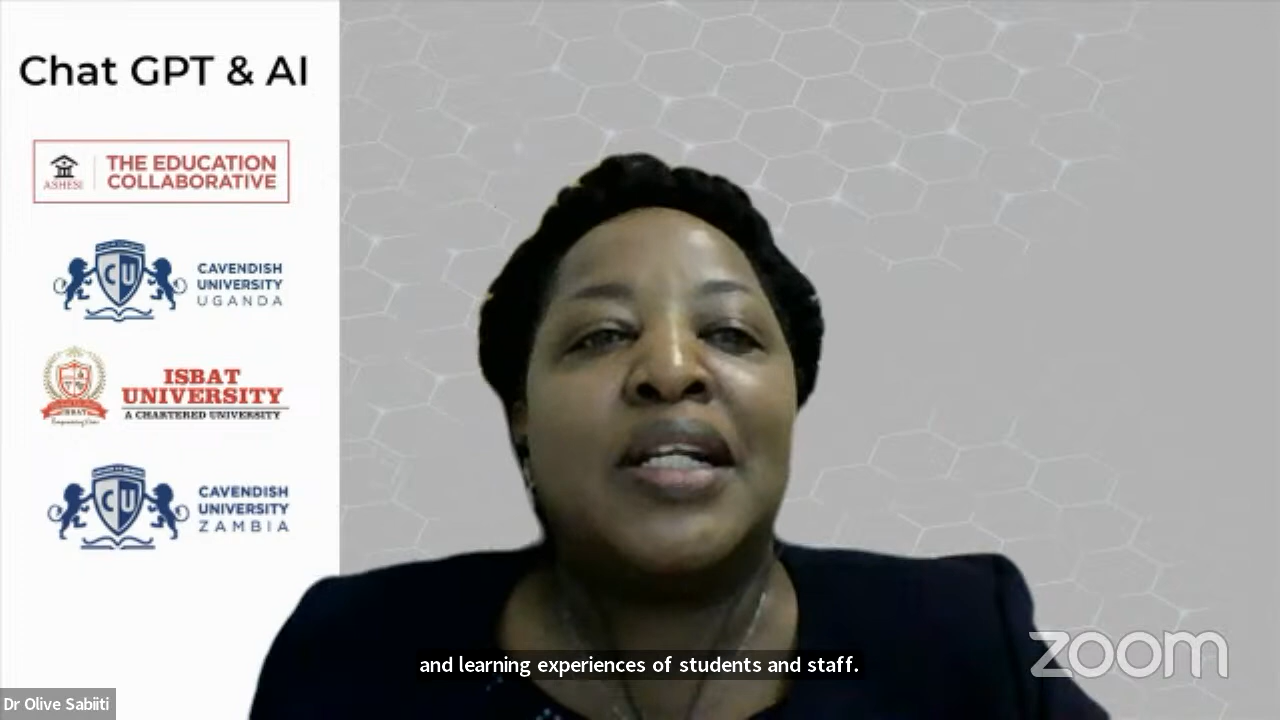 Chat GPT & AI
ASHESI
THE EDUCATION
COLLABORATIVE
CU
CAVENDISH
UNIVERSITY
UGANDA
ISBAT
UNIVERSITY
A CHARTERED UNIVERSITY
CU
CAVENDISH
UNIVERSITY
ZAMBIA
zoom
and learning experiences of students and staff.
Dr Olive Sabiiti